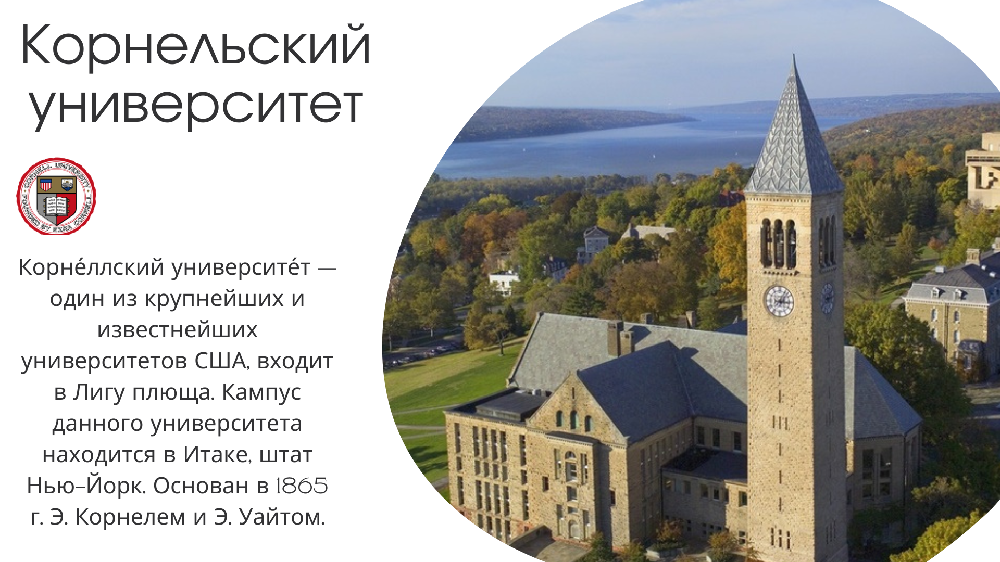 Корнельский
университет
CORNELL UNIVERSITY
FOUNDED BY EZRA CORNELL
Корне́ллский университе́т —
один из крупнейших и
известнейших
университетов США, входит
в Лигу плюща. Кампус
данного университета
находится в Итаке, штат
Нью-Йорк. Основан в 1865
г. Э. Корнелем и Э. Уайтом.